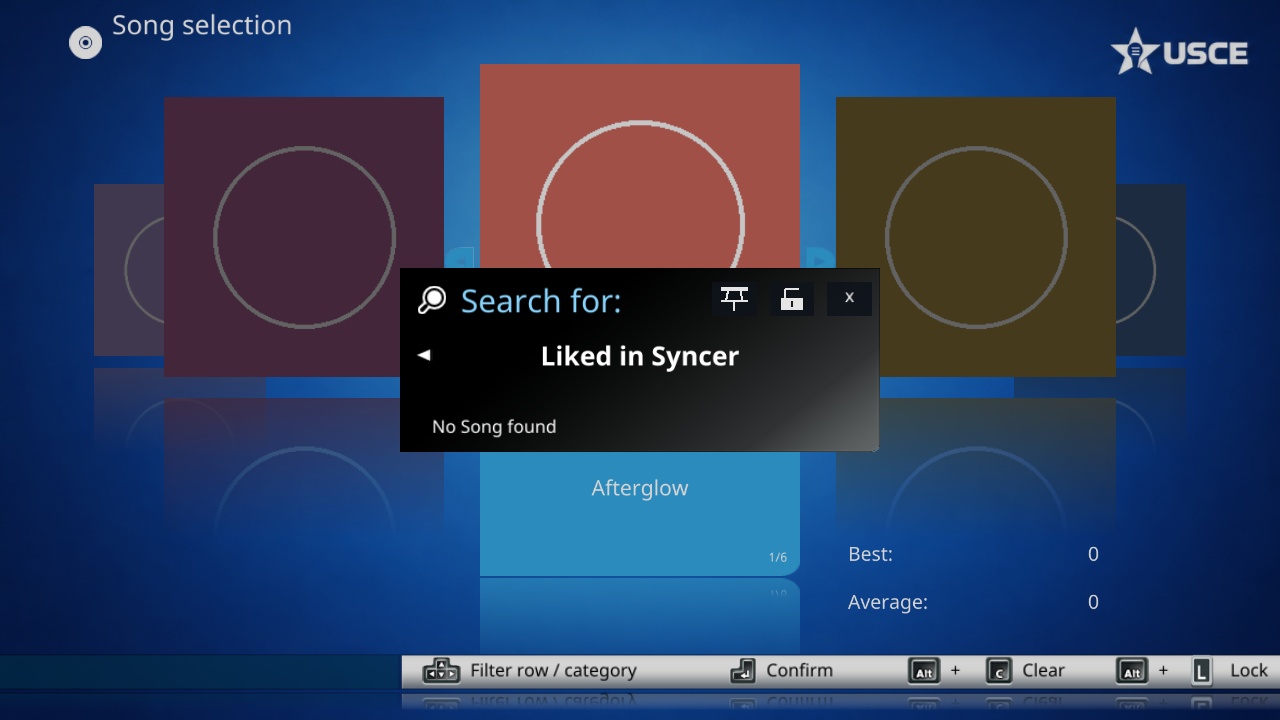 Song selection
USCE
Search for:
x
Liked in Syncer
No Song found
Afterglow
1/6
Best: 0
Average: 0
Filter row / category
Confirm
Alt + C Clear
Alt + L Lock